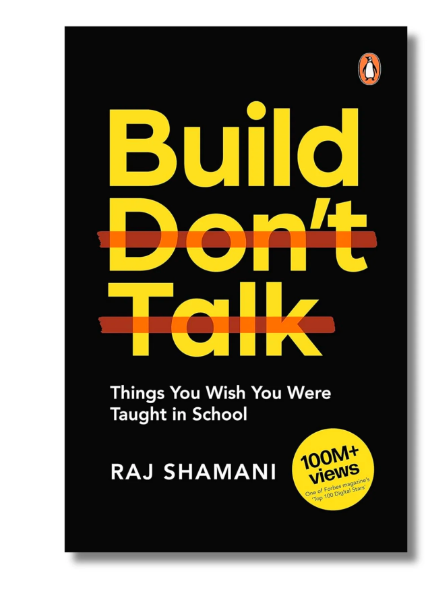 Build
Don't
Talk
Things You Wish You Were
Taught in School
RAJ SHAMANI
100M+
views
One of Forbes magazine's
'Top 100 Digital Stars'